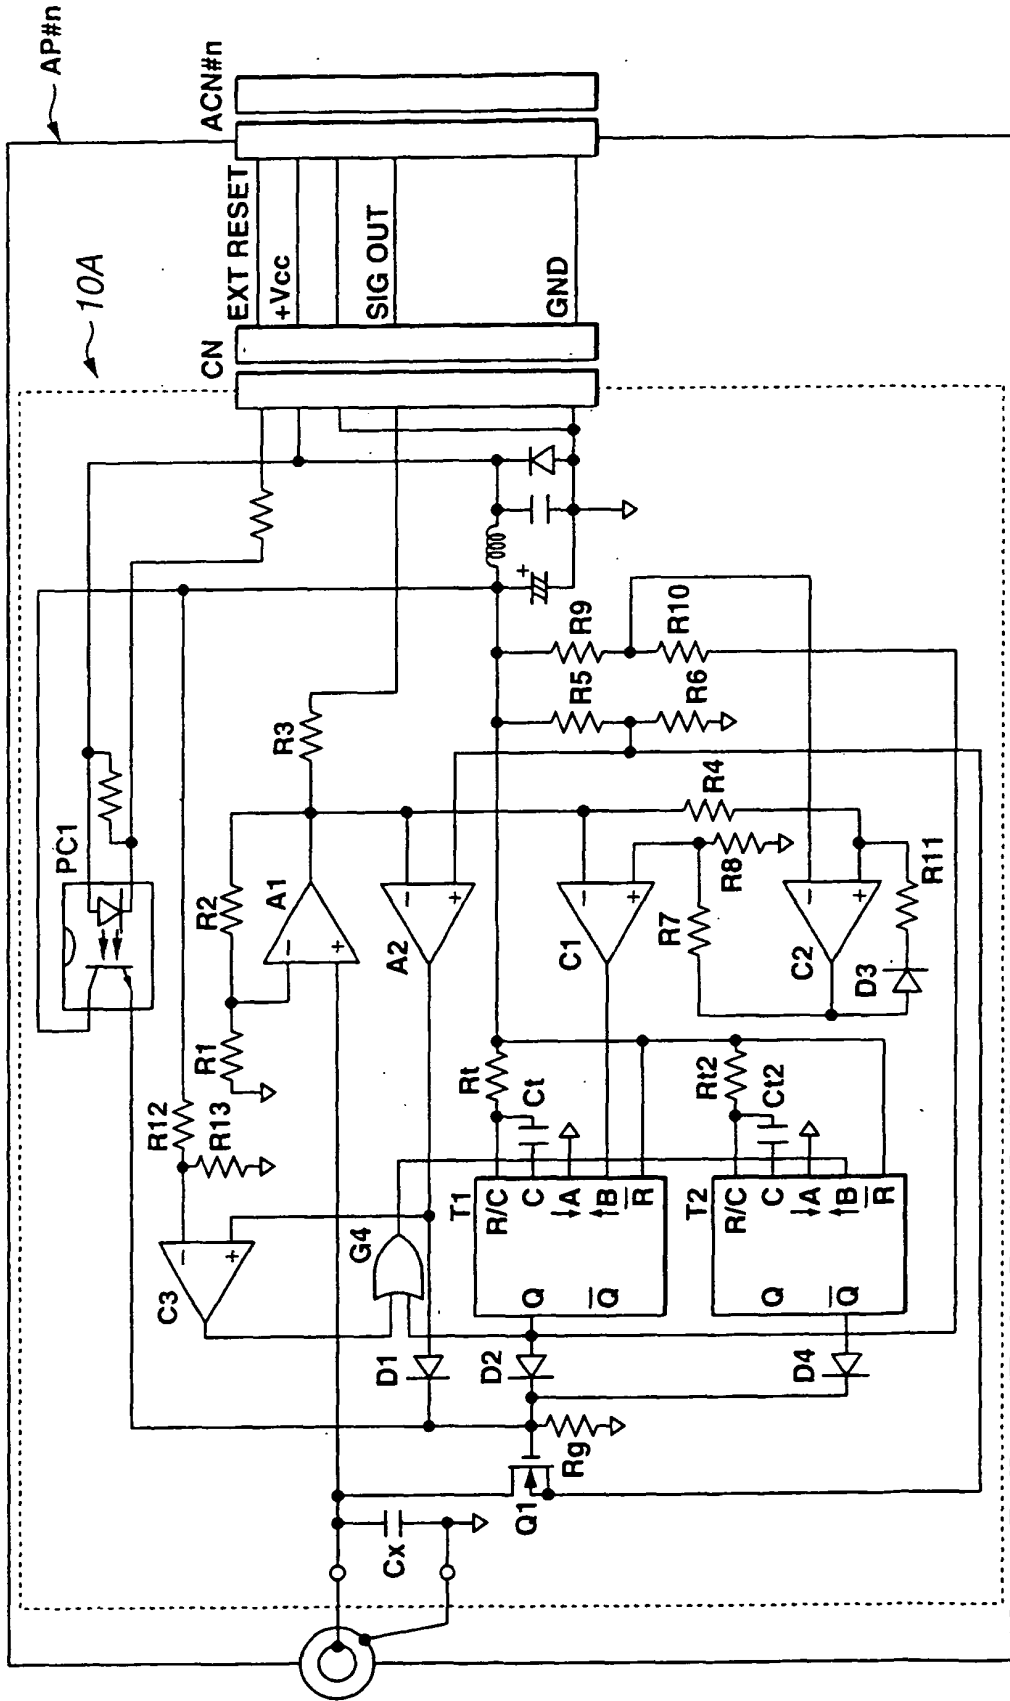 AP#n
10A
ACN#n
CN
EXT RESET
+Vcc
SIG OUT
GND
PC1
R12
R13
R1
R2
R3
A1
−
+
A2
−
+
C3
−
+
G4
C1
−
+
C2
−
+
R4
R5
R6
R7
R8
R9
R10
R11
D3
+
Rt
Ct
T1
R/C
C
↓A
↑B
R̅
Q
Q̅
Rt2
Ct2
T2
R/C
C
↓A
↑B
R̅
Q
Q̅
D1
D2
D4
Rg
Q1
Cx